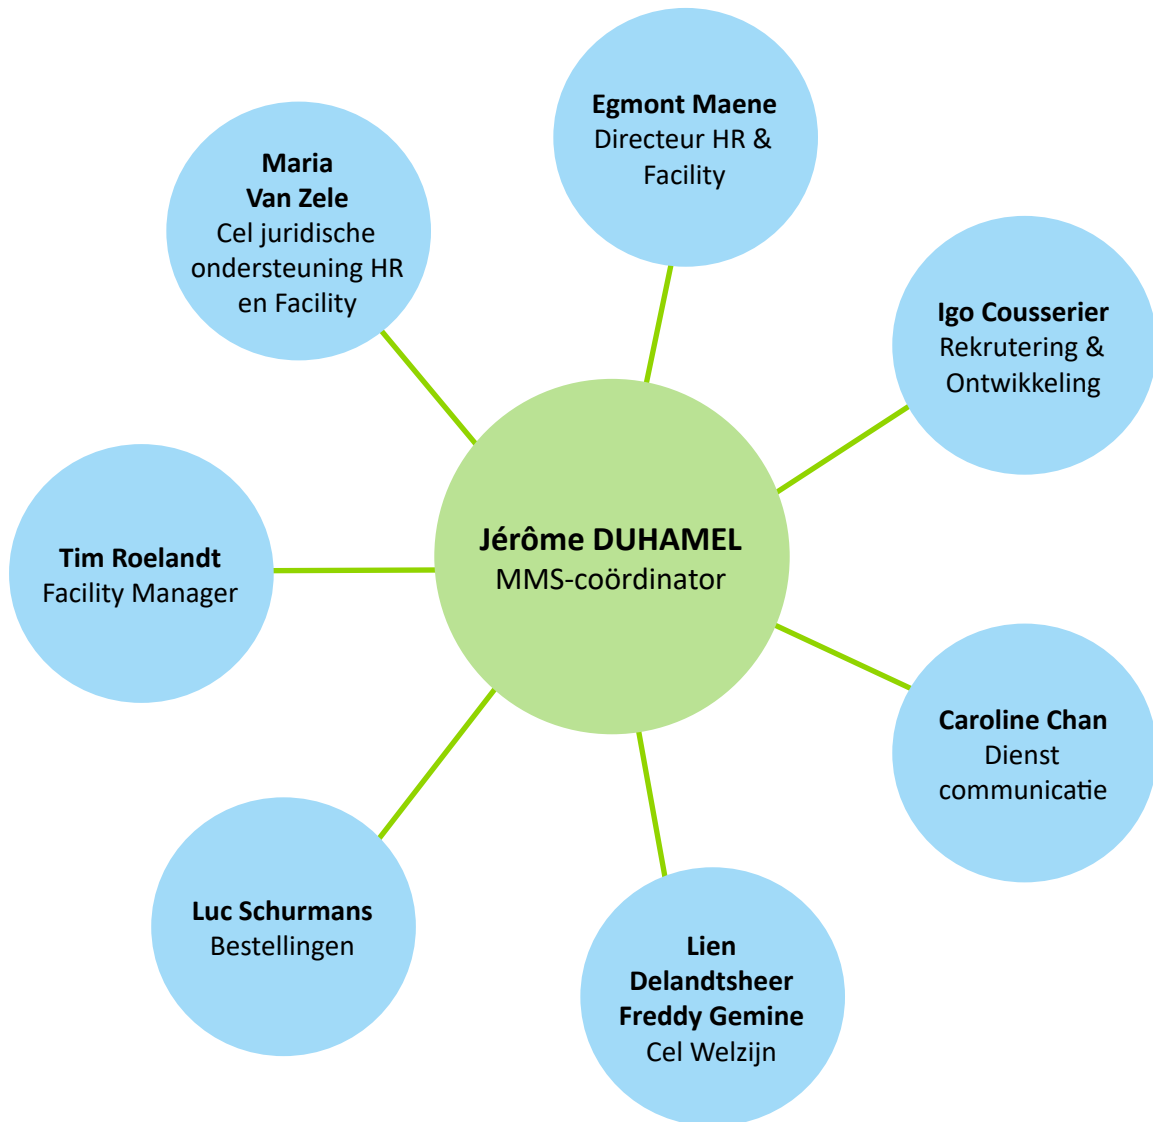 Egmont Maene
Directeur HR &
Facility
Maria
Van Zele
Cel juridische
ondersteuning HR
en Facility
Igo Cousserier
Rekrutering &
Ontwikkeling
Jérôme DUHAMEL
MMS-coördinator
Tim Roelandt
Facility Manager
Caroline Chan
Dienst
communicatie
Luc Schurmans
Bestellingen
Lien
Delandtsheer
Freddy Gemine
Cel Welzijn